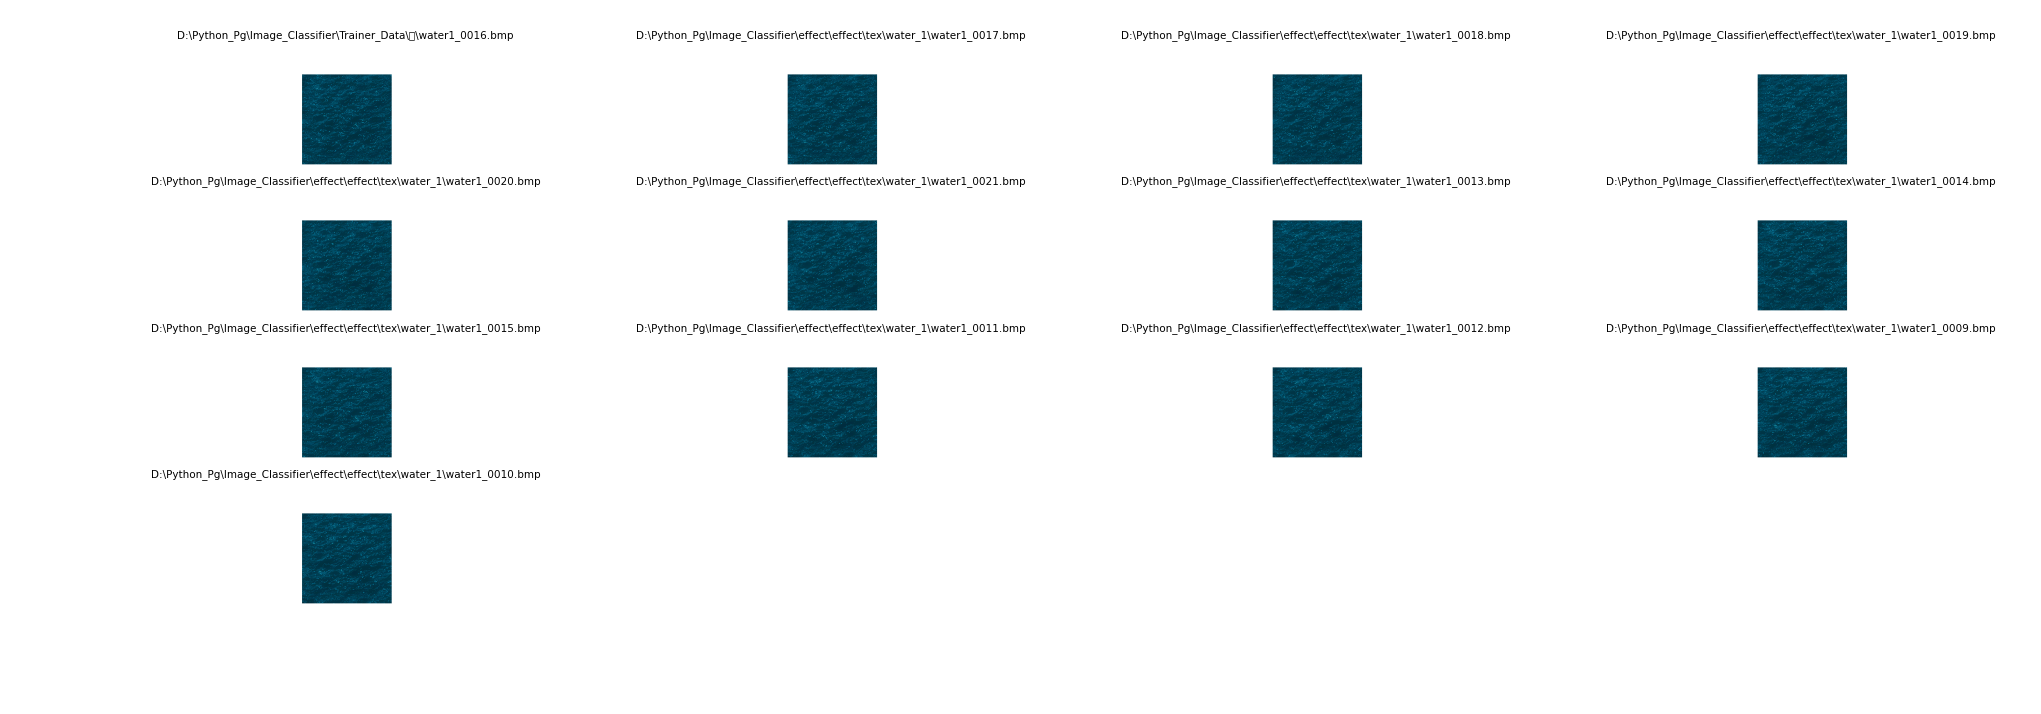 D:\Python_Pg\Image_Classifier\Trainer_Data\▯\water1_0016.bmp
D:\Python_Pg\Image_Classifier\effect\effect\tex\water_1\water1_0017.bmp
D:\Python_Pg\Image_Classifier\effect\effect\tex\water_1\water1_0018.bmp
D:\Python_Pg\Image_Classifier\effect\effect\tex\water_1\water1_0019.bmp
D:\Python_Pg\Image_Classifier\effect\effect\tex\water_1\water1_0020.bmp
D:\Python_Pg\Image_Classifier\effect\effect\tex\water_1\water1_0021.bmp
D:\Python_Pg\Image_Classifier\effect\effect\tex\water_1\water1_0013.bmp
D:\Python_Pg\Image_Classifier\effect\effect\tex\water_1\water1_0014.bmp
D:\Python_Pg\Image_Classifier\effect\effect\tex\water_1\water1_0015.bmp
D:\Python_Pg\Image_Classifier\effect\effect\tex\water_1\water1_0011.bmp
D:\Python_Pg\Image_Classifier\effect\effect\tex\water_1\water1_0012.bmp
D:\Python_Pg\Image_Classifier\effect\effect\tex\water_1\water1_0009.bmp
D:\Python_Pg\Image_Classifier\effect\effect\tex\water_1\water1_0010.bmp